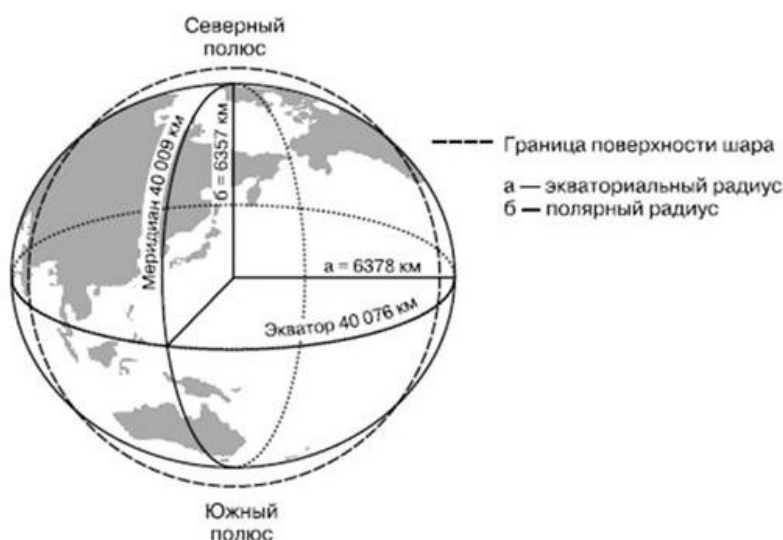 Северный
полюс
Меридиан 40 009 км
б = 6357 км
а = 6378 км
Экватор 40 076 км
Южный
полюс
Граница поверхности шара
а — экваториальный радиус
б — полярный радиус